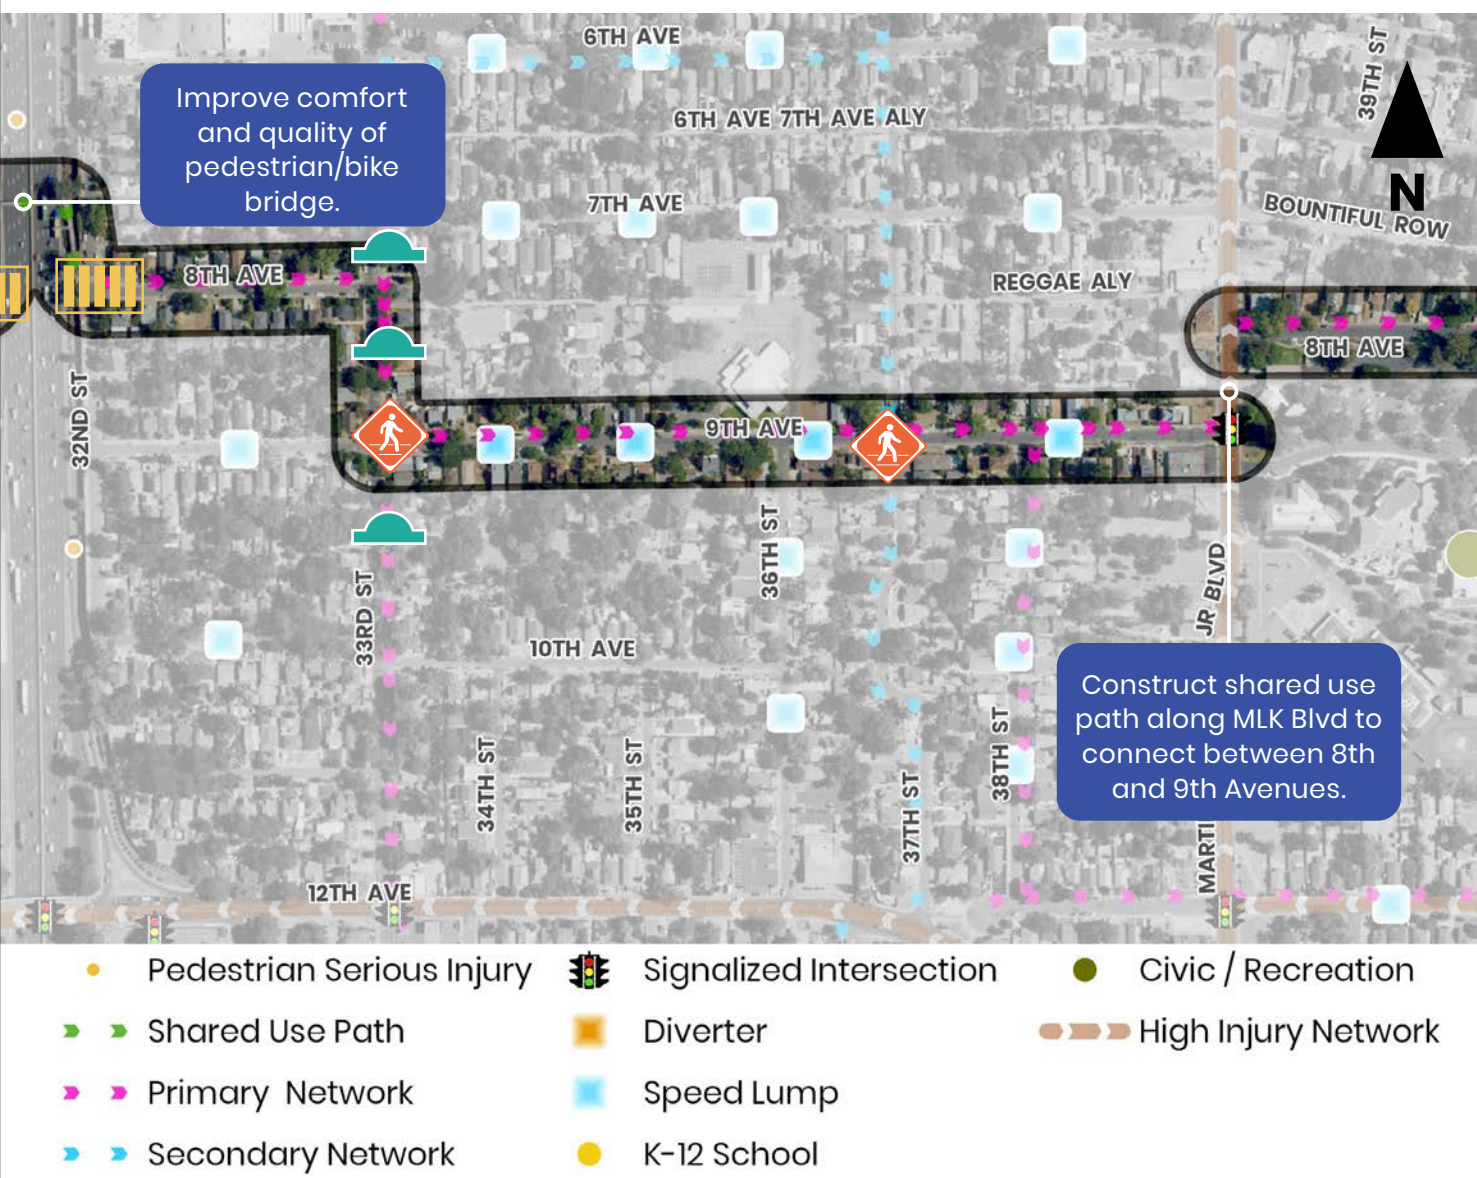 6TH AVE
39TH ST
Improve comfort
and quality of
pedestrian/bike
bridge.
6TH AVE 7TH AVE ALY
N
7TH AVE
BOUNTIFUL ROW
8TH AVE
REGGAE ALY
8TH AVE
32ND ST
9TH AVE
36TH ST
33RD ST
JR BLVD
10TH AVE
Construct shared use
path along MLK Blvd to
connect between 8th
and 9th Avenues.
34TH ST
35TH ST
38TH ST
37TH ST
MARTI
12TH AVE
Pedestrian Serious Injury
Signalized Intersection
Civic / Recreation
Shared Use Path
Diverter
High Injury Network
Primary Network
Speed Lump
Secondary Network
K-12 School